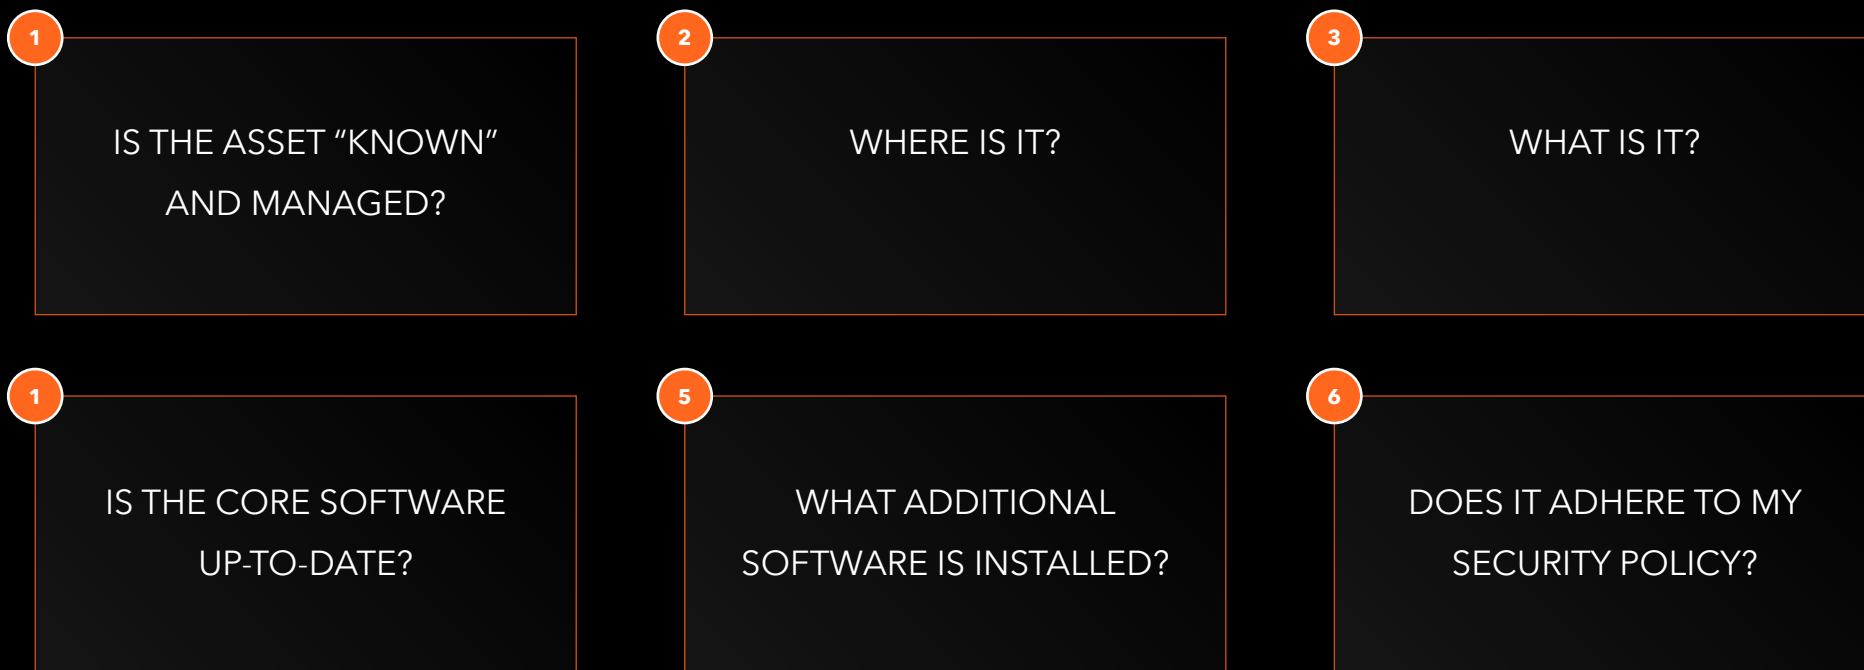 1
IS THE ASSET “KNOWN”
AND MANAGED?
2
WHERE IS IT?
3
WHAT IS IT?
1
IS THE CORE SOFTWARE
UP-TO-DATE?
5
WHAT ADDITIONAL
SOFTWARE IS INSTALLED?
6
DOES IT ADHERE TO MY
SECURITY POLICY?